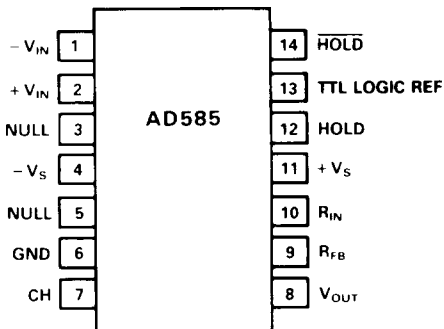 AD585
– V_IN 1
+ V_IN 2
NULL 3
– V_S 4
NULL 5
GND 6
CH 7
14 H̅O̅L̅D̅
13 TTL LOGIC REF
12 HOLD
11 + V_S
10 R_IN
9 R_FB
8 V_OUT